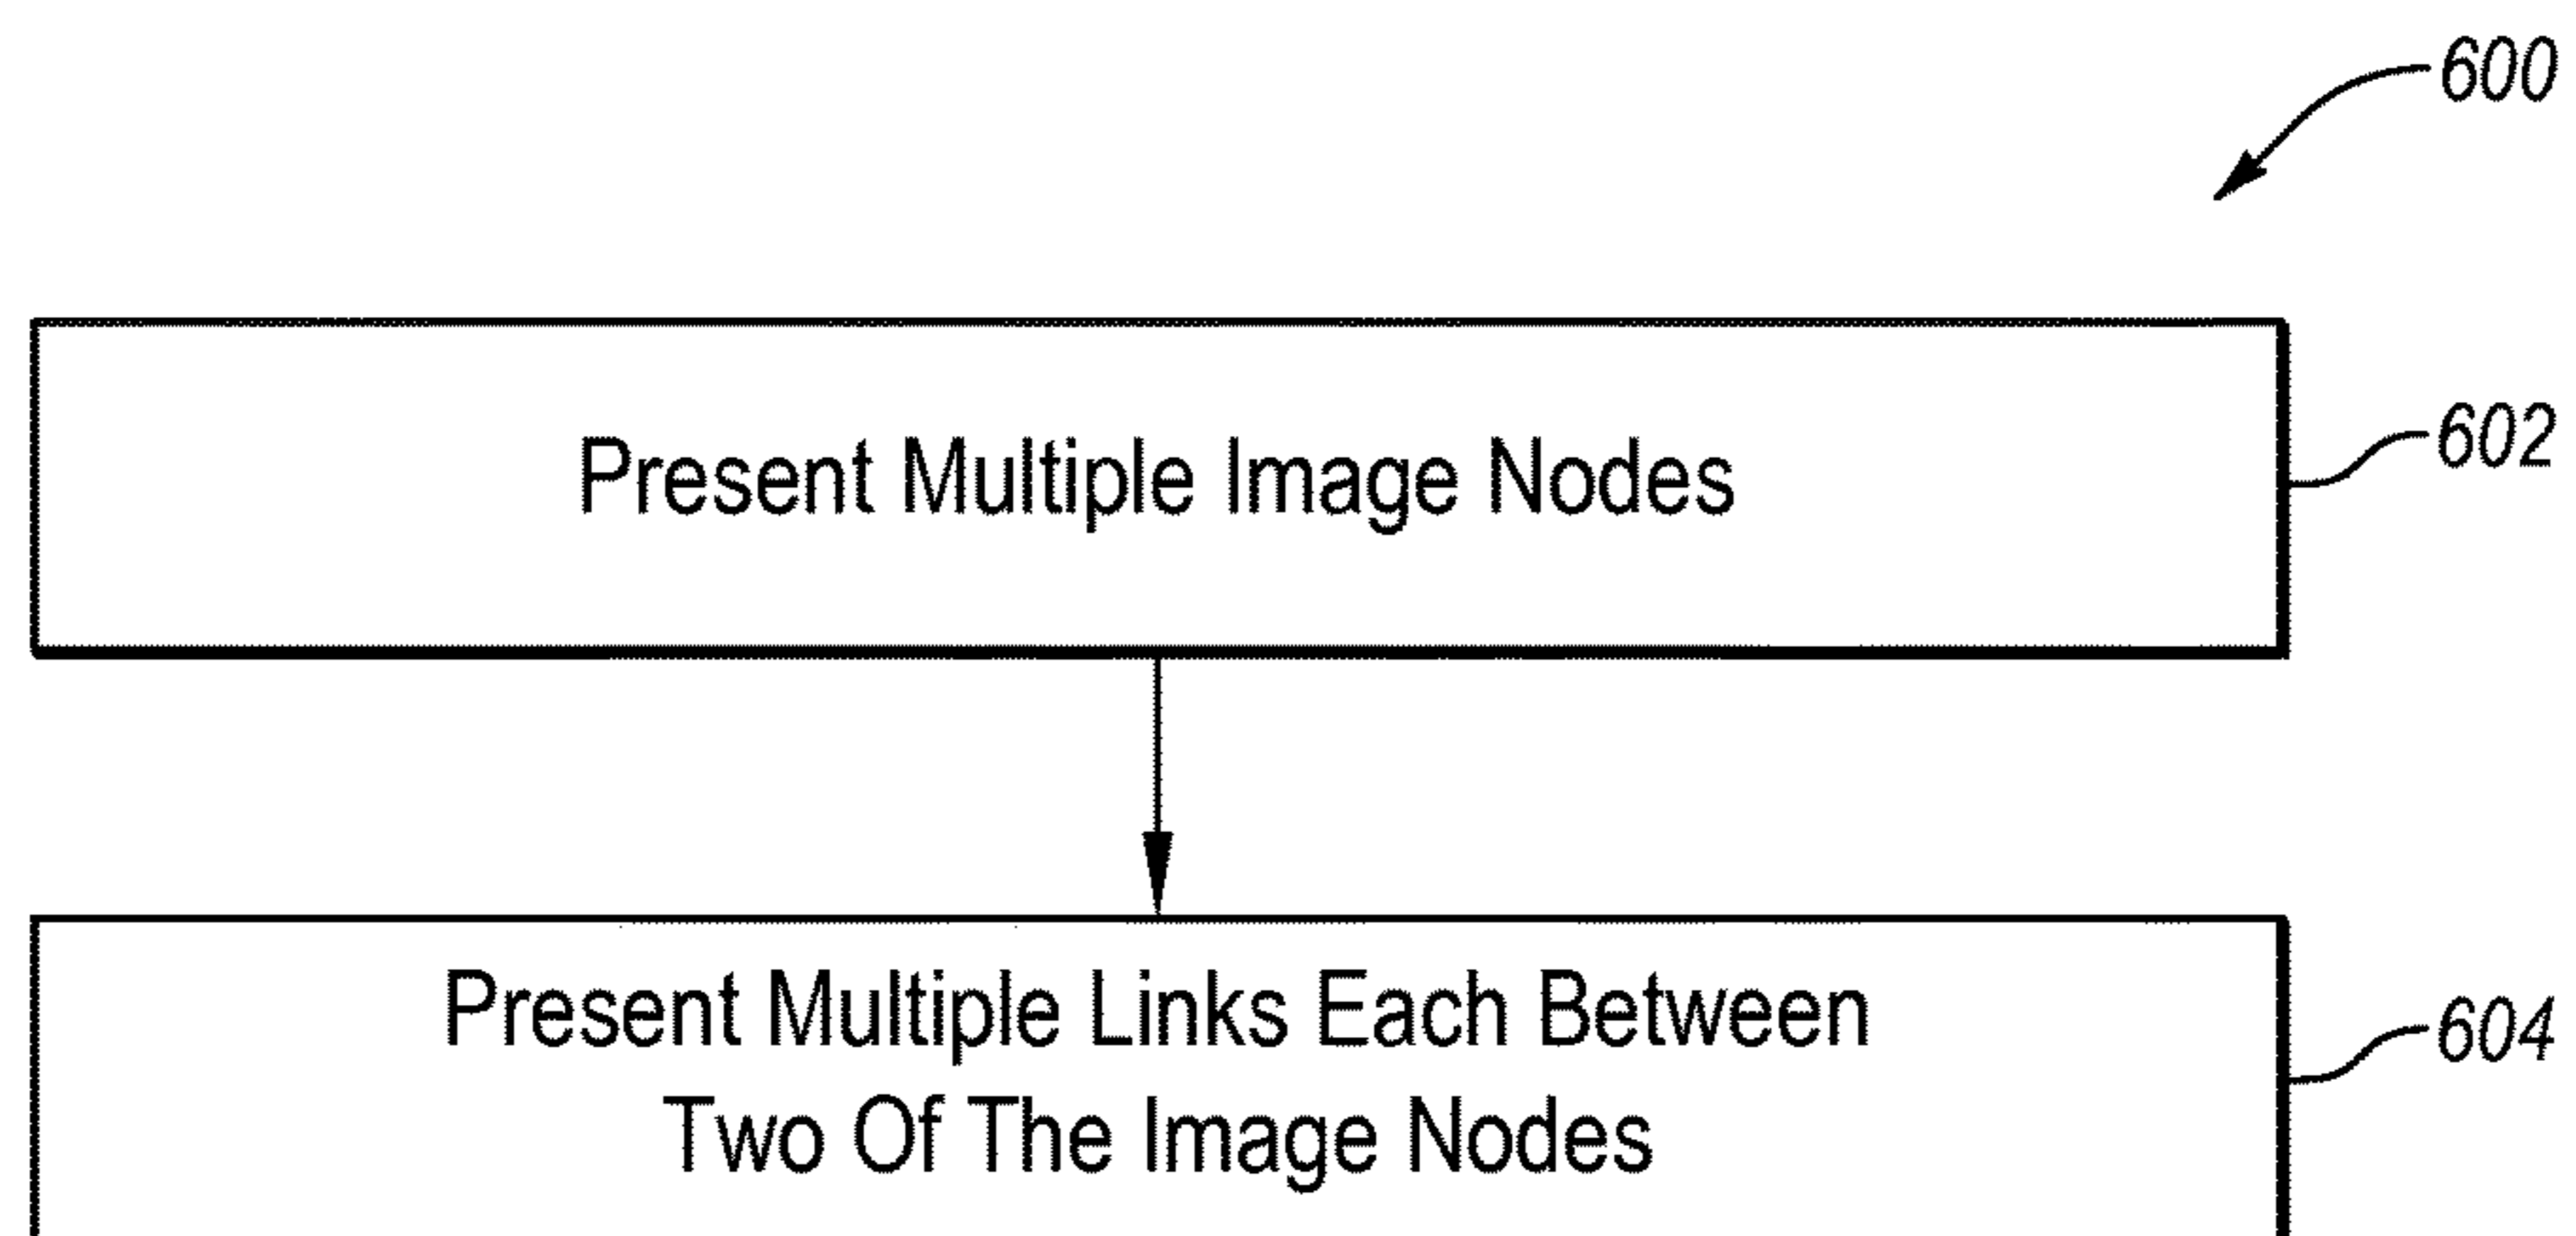 600
Present Multiple Image Nodes
602
Present Multiple Links Each Between
Two Of The Image Nodes
604